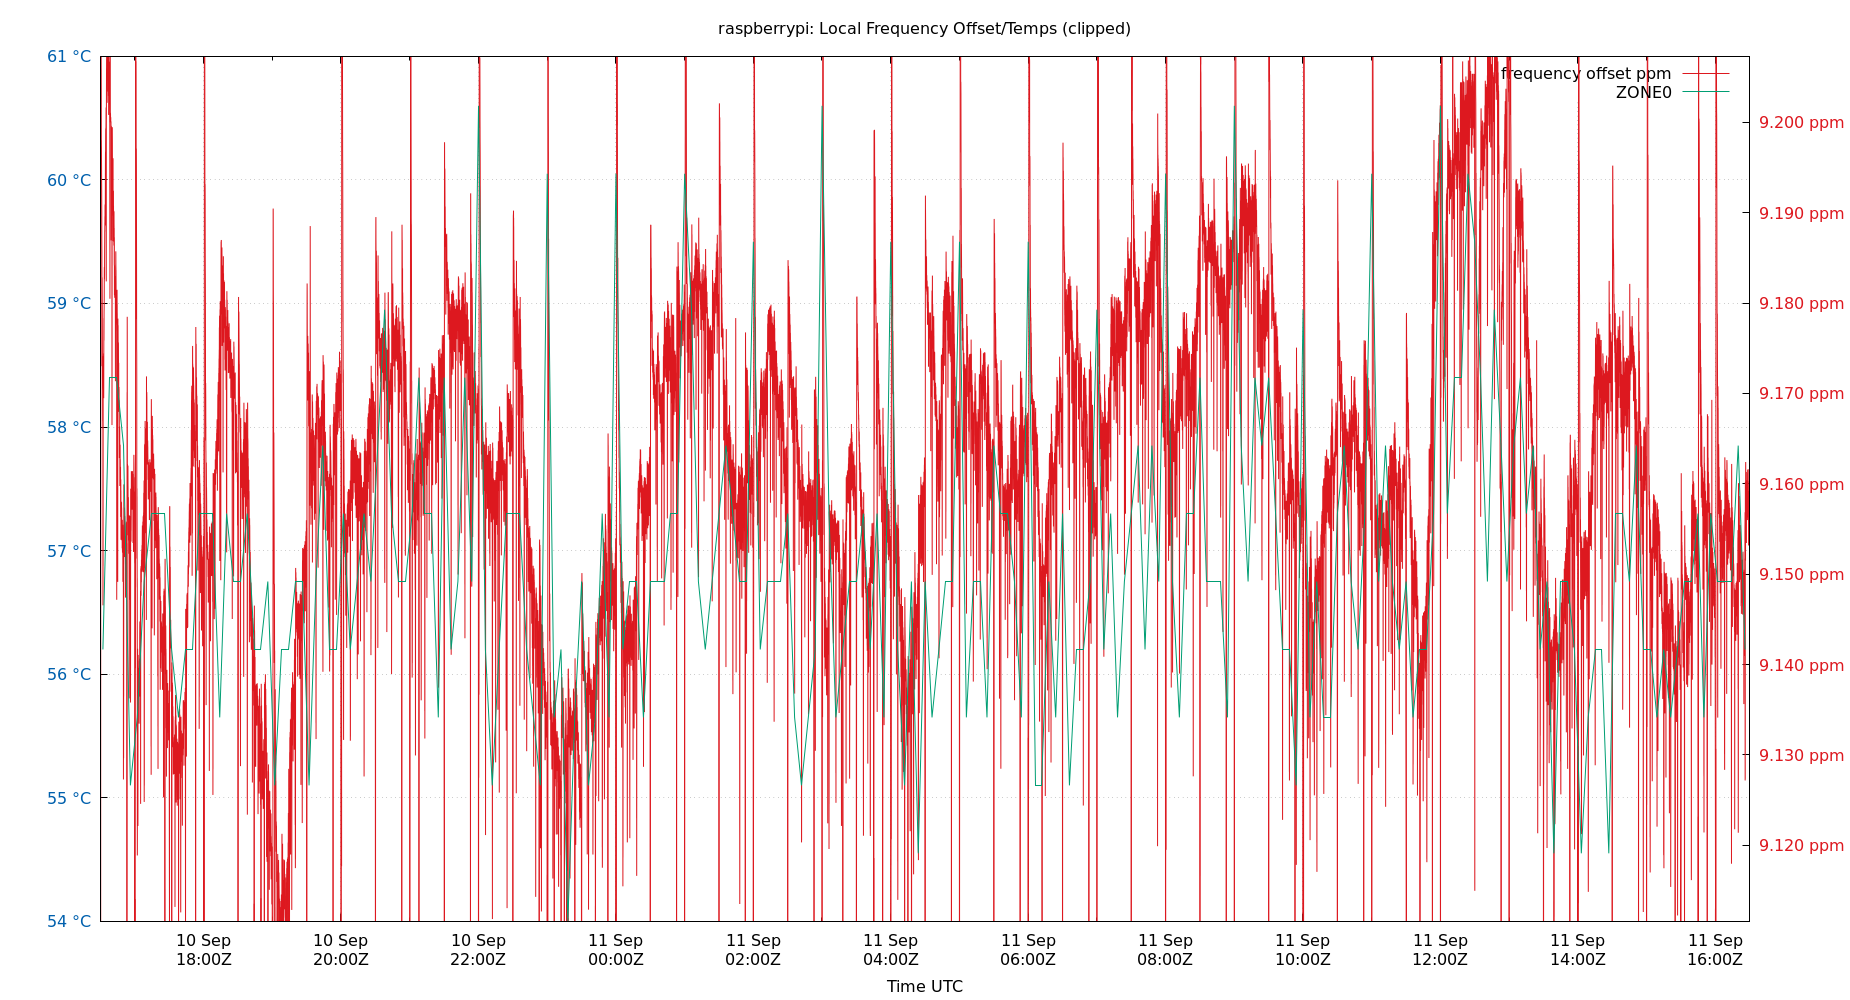 raspberrypi: Local Frequency Offset/Temps (clipped)
61 °C
60 °C
59 °C
58 °C
57 °C
56 °C
55 °C
54 °C
frequency offset ppm
ZONE0
9.200 ppm
9.190 ppm
9.180 ppm
9.170 ppm
9.160 ppm
9.150 ppm
9.140 ppm
9.130 ppm
9.120 ppm
10 Sep 10 Sep 10 Sep 11 Sep 11 Sep 11 Sep 11 Sep 11 Sep 11 Sep 11 Sep 11 Sep 11 Sep
18:00Z 20:00Z 22:00Z 00:00Z 02:00Z 04:00Z 06:00Z 08:00Z 10:00Z 12:00Z 14:00Z 16:00Z
Time UTC